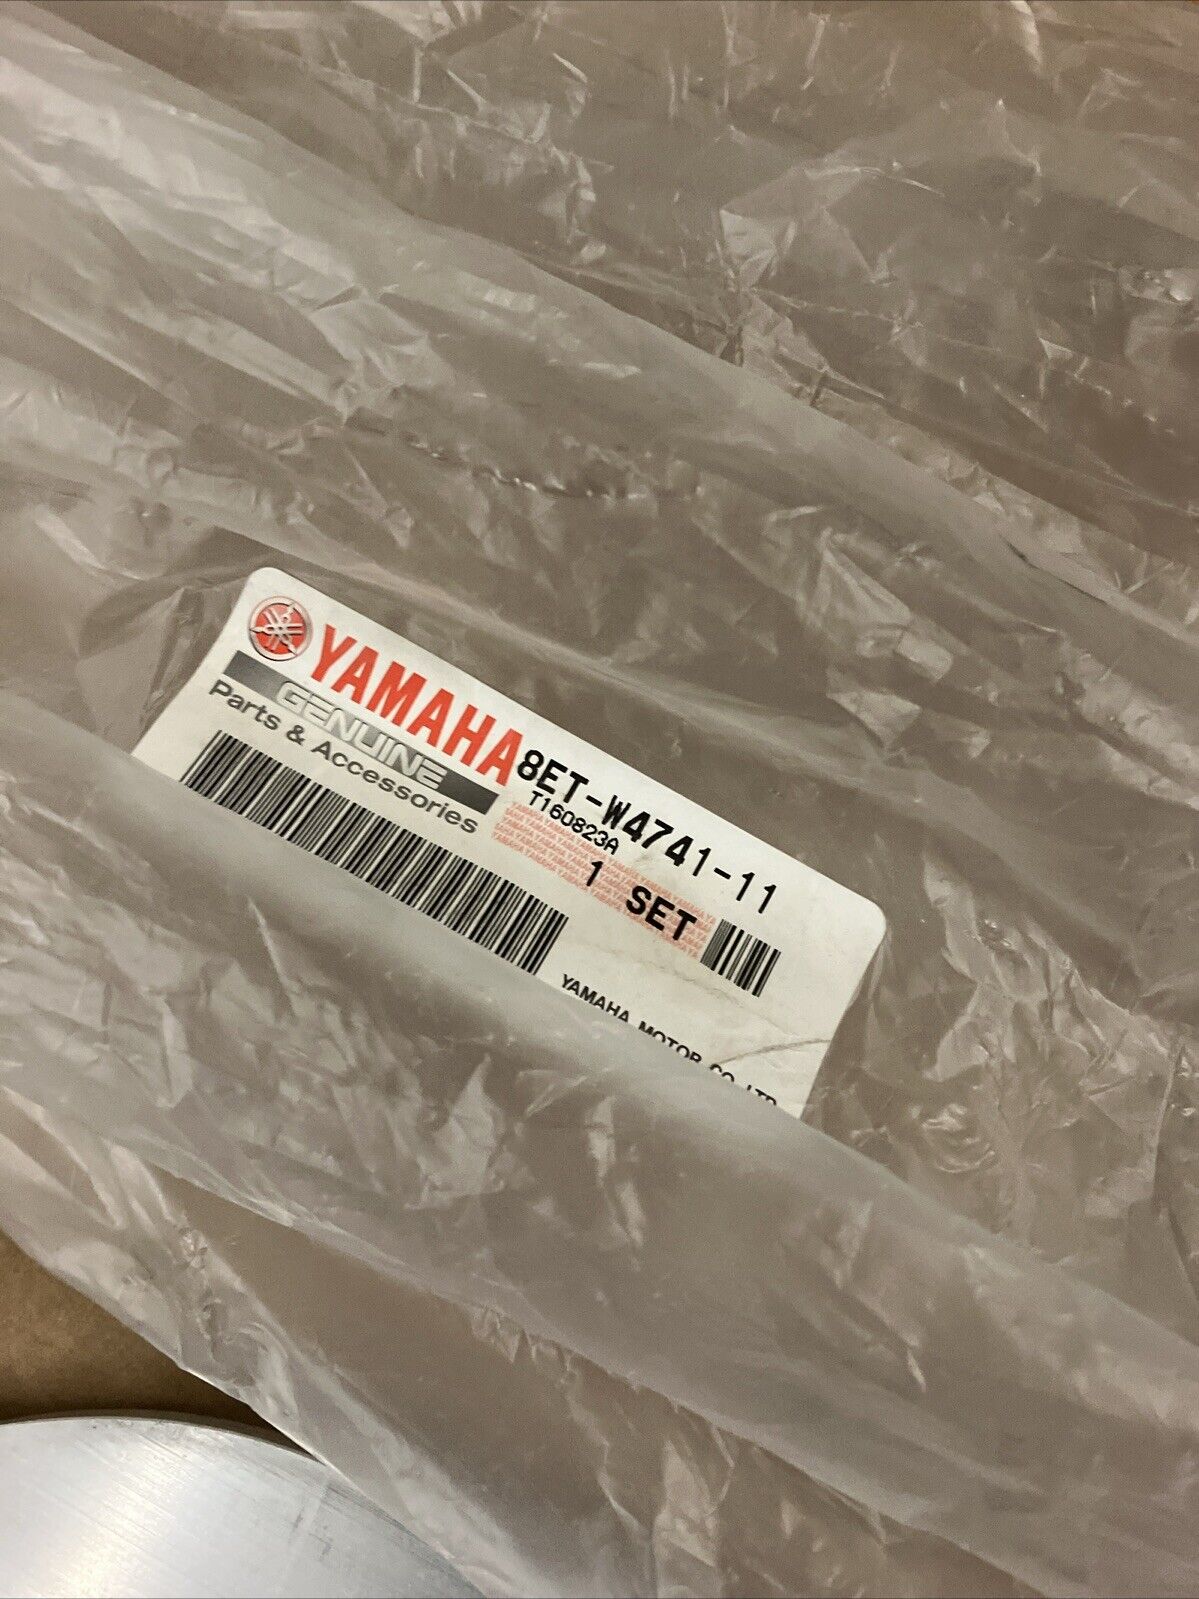 YAMAHA
GENUINE
Parts & Accessories
8ET-W4741-11
T160823A
1 SET
YAMAHA MOTOR CO.,LTD.